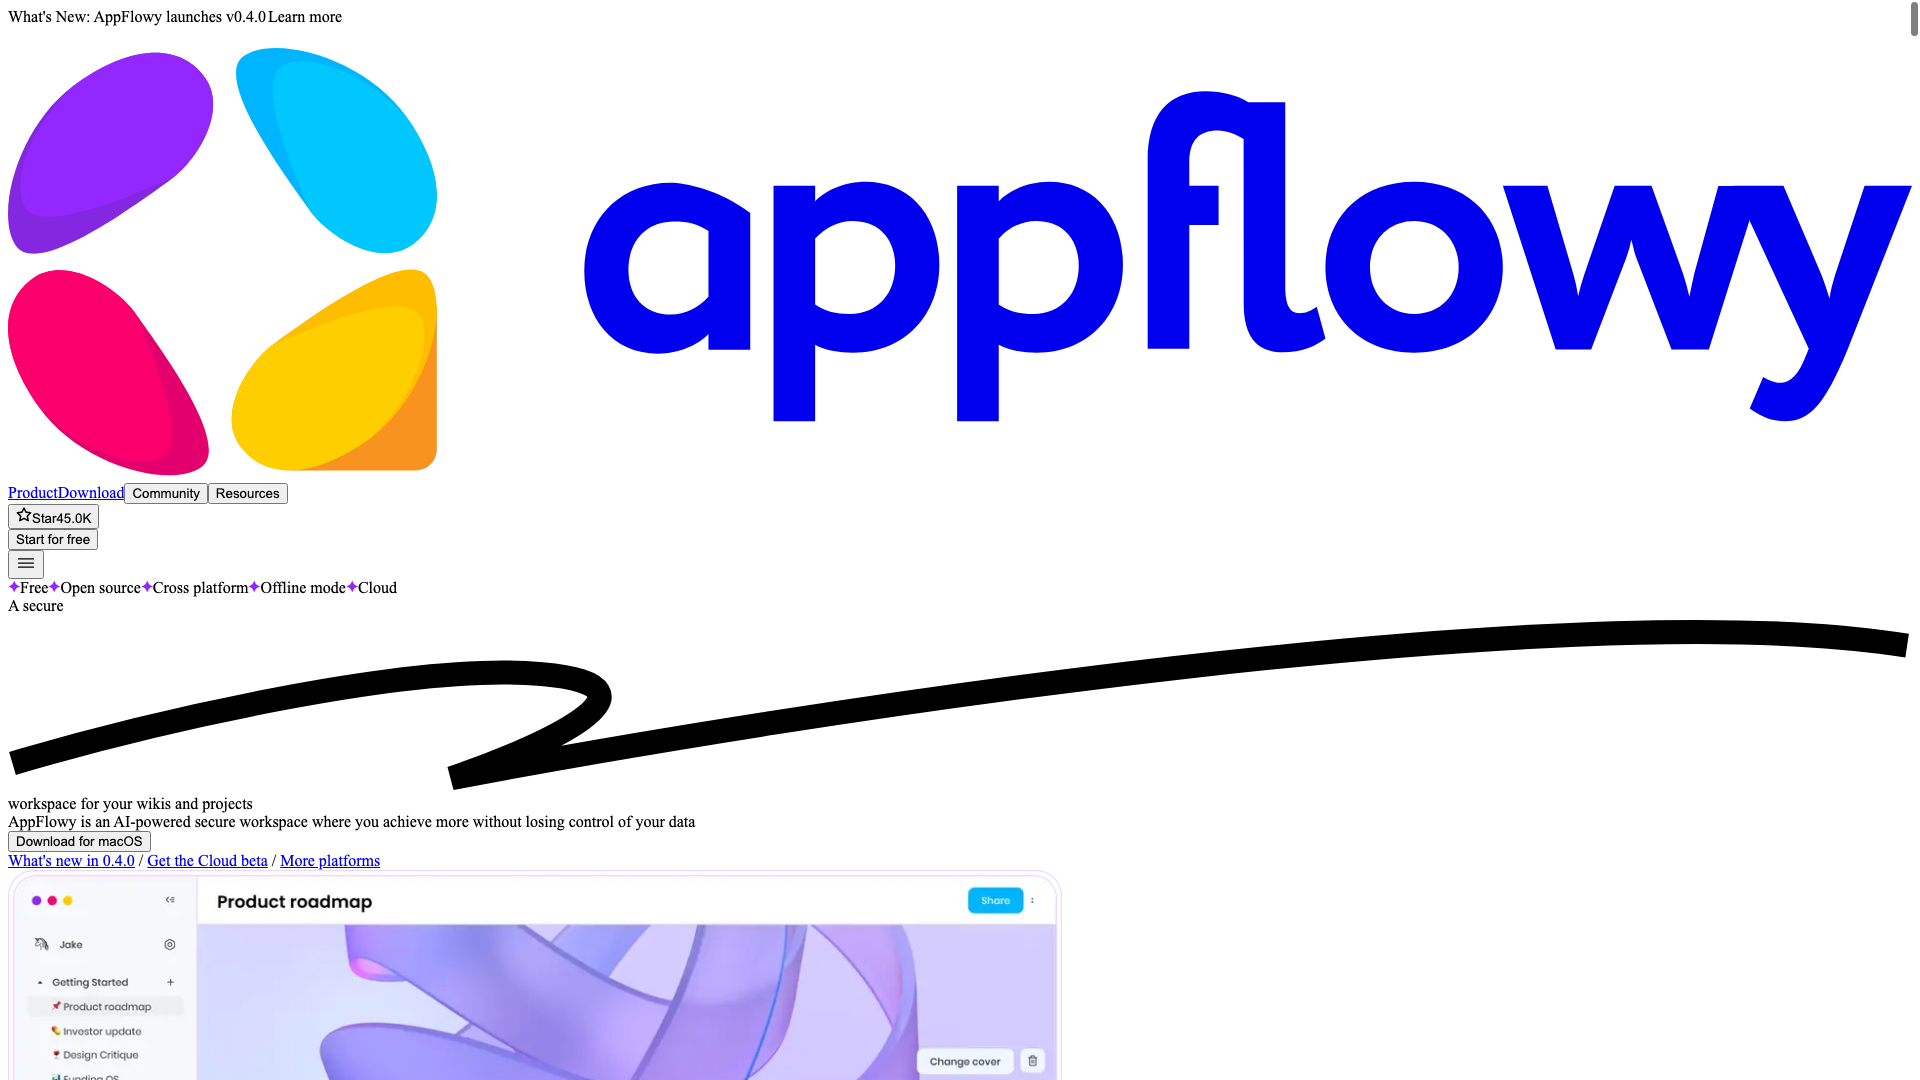 What's New: AppFlowy launches v0.4.0 Learn more
appflowy
ProductDownload Community Resources
Star45.0K
Start for free
✦Free✦Open source✦Cross platform✦Offline mode✦Cloud
A secure
workspace for your wikis and projects
AppFlowy is an AI-powered secure workspace where you achieve more without losing control of your data
Download for macOS
What's new in 0.4.0 / Get the Cloud beta / More platforms
Product roadmap
Share
Jake
Getting Started
Product roadmap
Investor update
Design Critique
Change cover
Funding OS